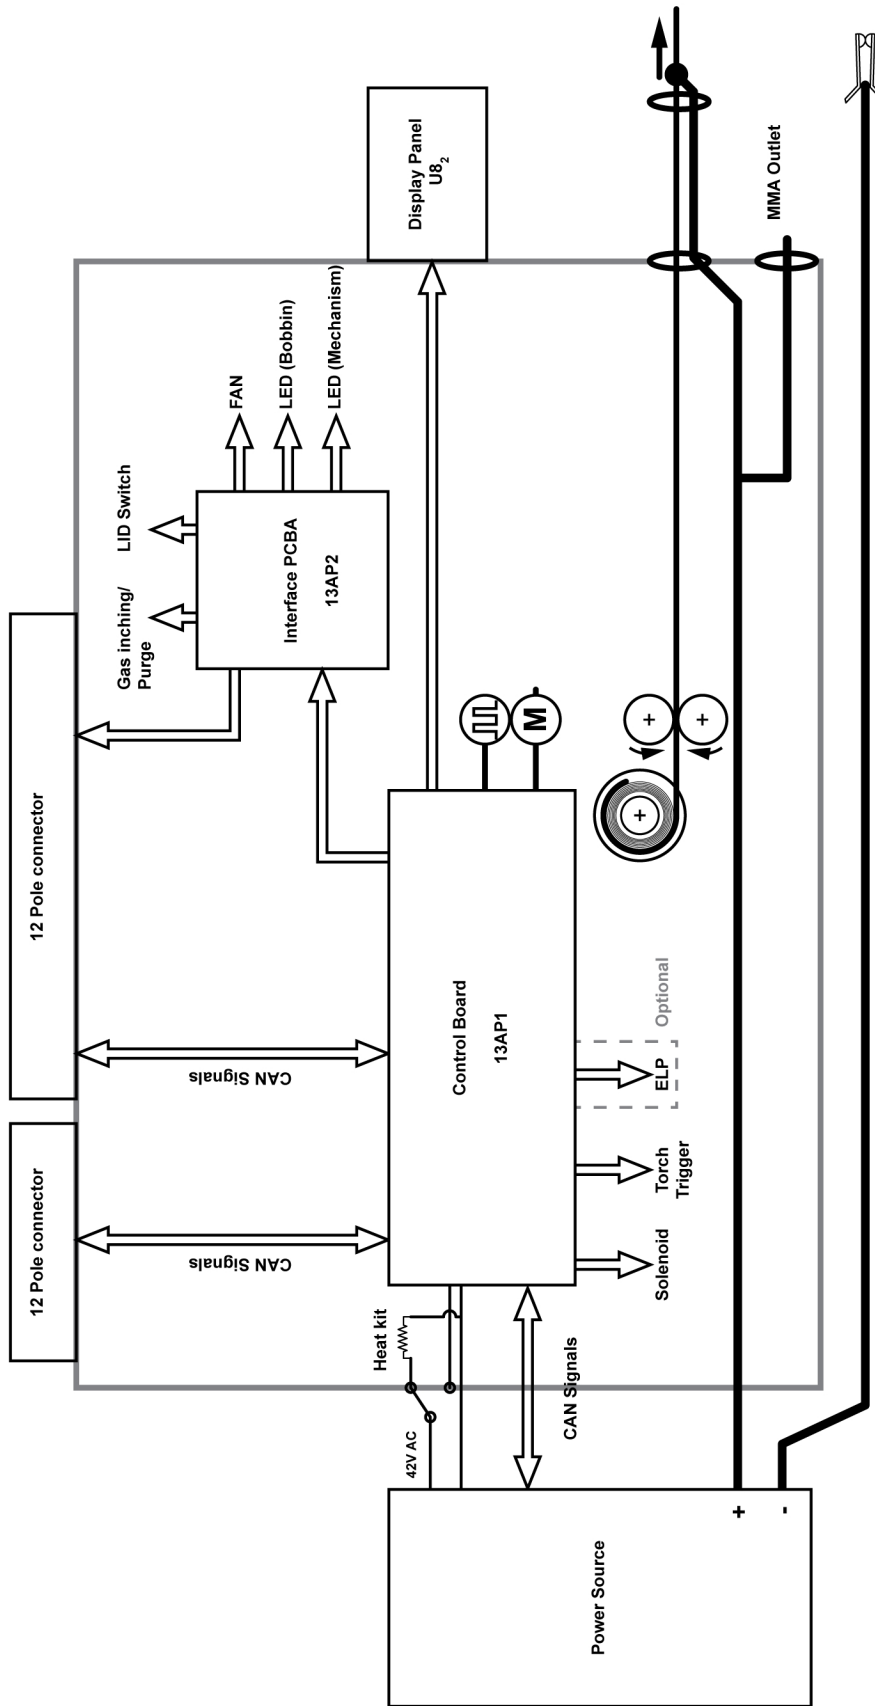 12 Pole connector
12 Pole connector
CAN Signals
CAN Signals
Gas inching/
Purge
LID Switch
FAN
LED (Bobbin)
LED (Mechanism)
Interface PCBA
13AP2
Display Panel
U8₂
Heat kit
42V AC
CAN Signals
Control Board
13AP1
M
Solenoid
Torch
Trigger
ELP
Optional
+
+
+
MMA Outlet
Power Source
+
-